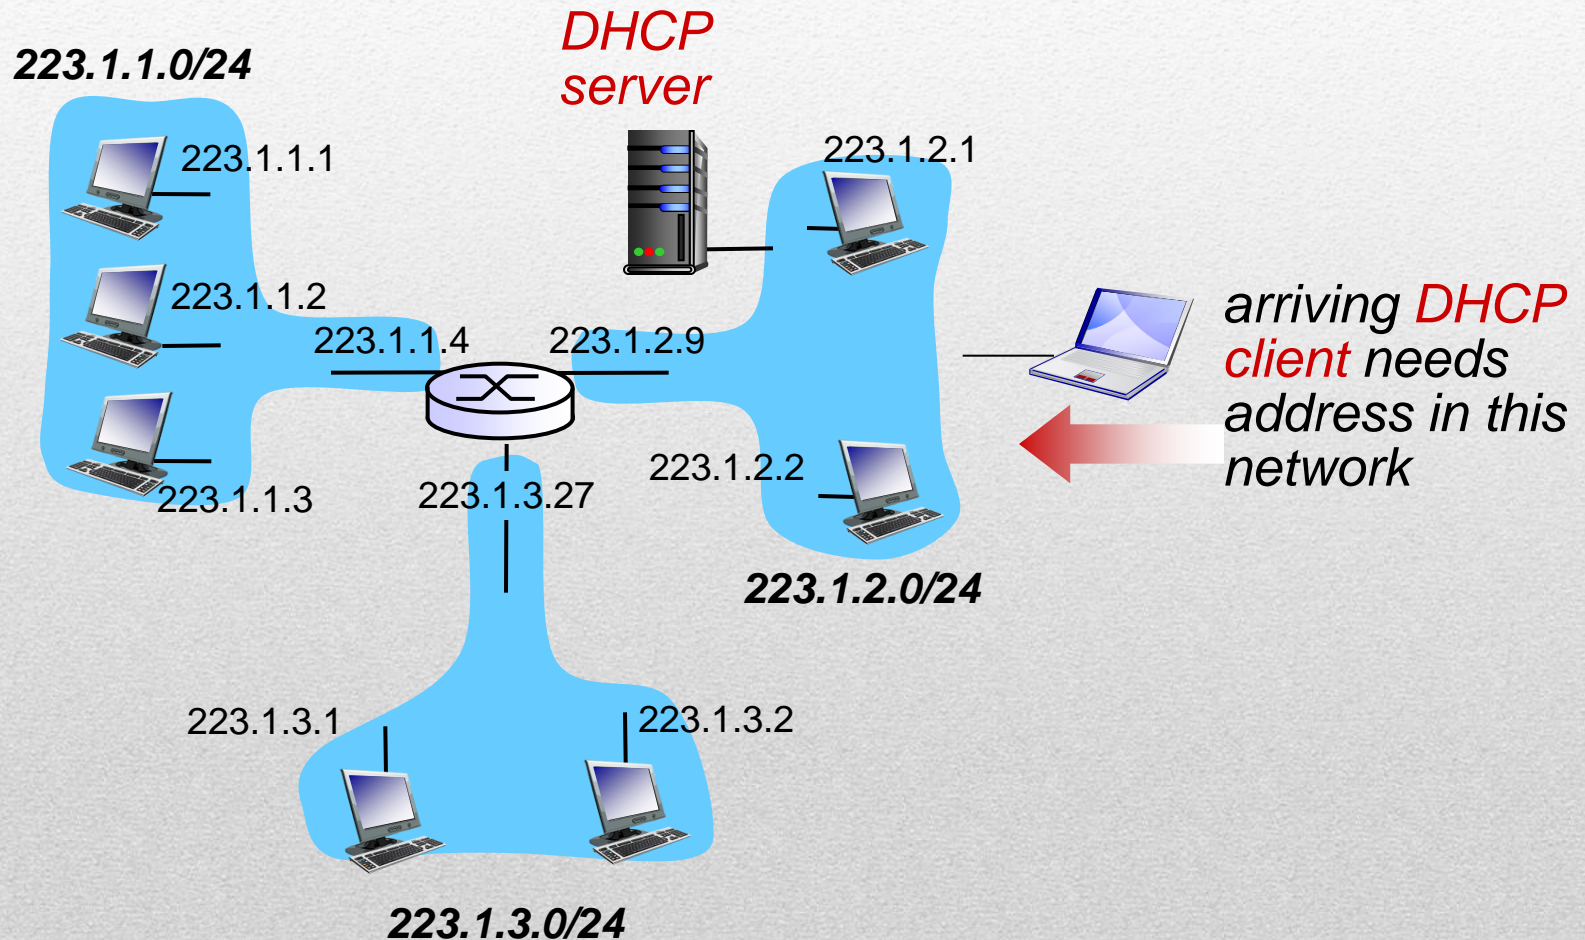 DHCP
server
223.1.1.0/24
223.1.1.1
223.1.2.1
223.1.1.2
arriving DHCP
client needs
address in this
network
223.1.1.4
223.1.2.9
223.1.2.2
223.1.1.3
223.1.3.27
223.1.2.0/24
223.1.3.1
223.1.3.2
223.1.3.0/24